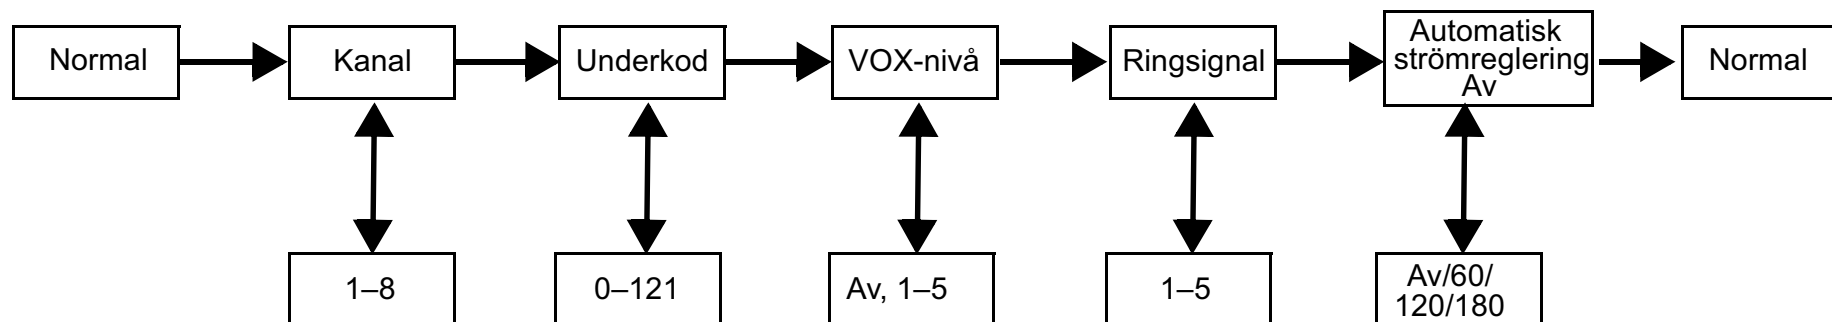 Normal
Kanal
Underkod
VOX-nivå
Ringsignal
Automatisk
strömreglering
Av
Normal
1–8
0–121
Av, 1–5
1–5
Av/60/
120/180